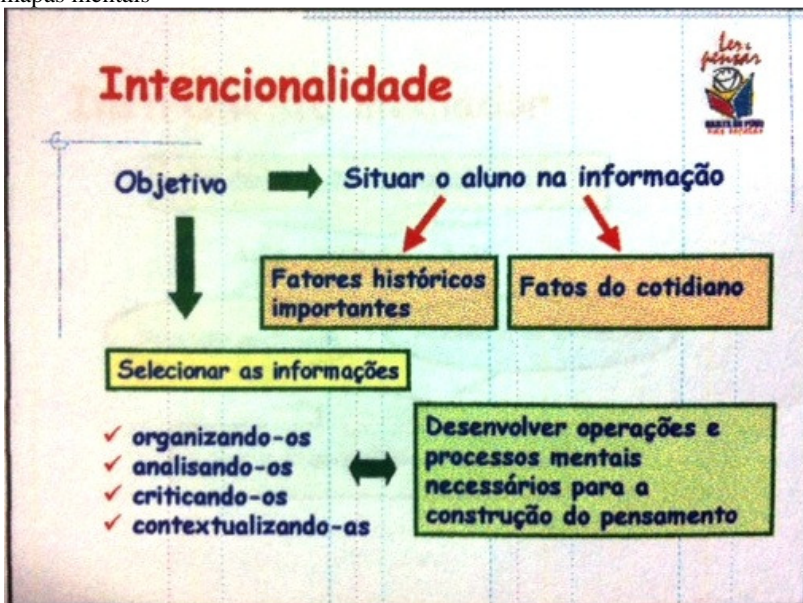 mapas mentais
Ler e
pensar
Intencionalidade
Objetivo
Situar o aluno na informação
Fatores históricos
importantes
Fatos do cotidiano
Selecionar as informações
organizando-os
analisando-os
criticando-os
contextualizando-as
Desenvolver operações e
processos mentais
necessários para a
construção do pensamento